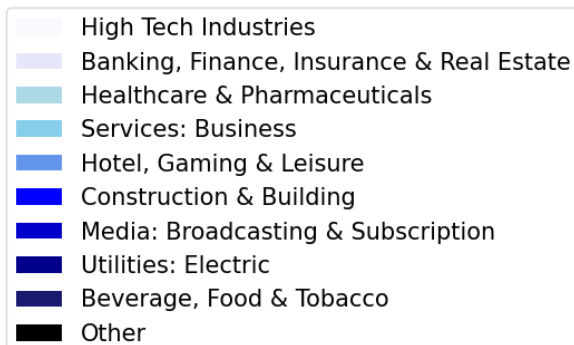 High Tech Industries
Banking, Finance, Insurance & Real Estate
Healthcare & Pharmaceuticals
Services: Business
Hotel, Gaming & Leisure
Construction & Building
Media: Broadcasting & Subscription
Utilities: Electric
Beverage, Food & Tobacco
Other